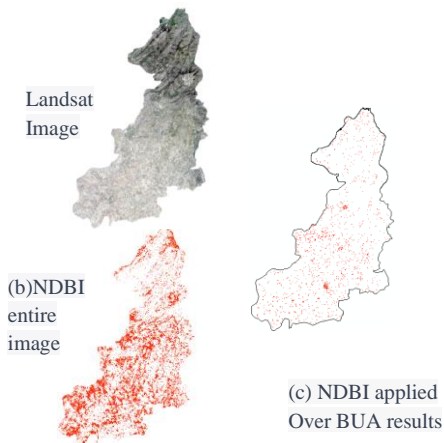 Landsat
Image
(b)NDBI
entire
image
(c) NDBI applied
Over BUA results